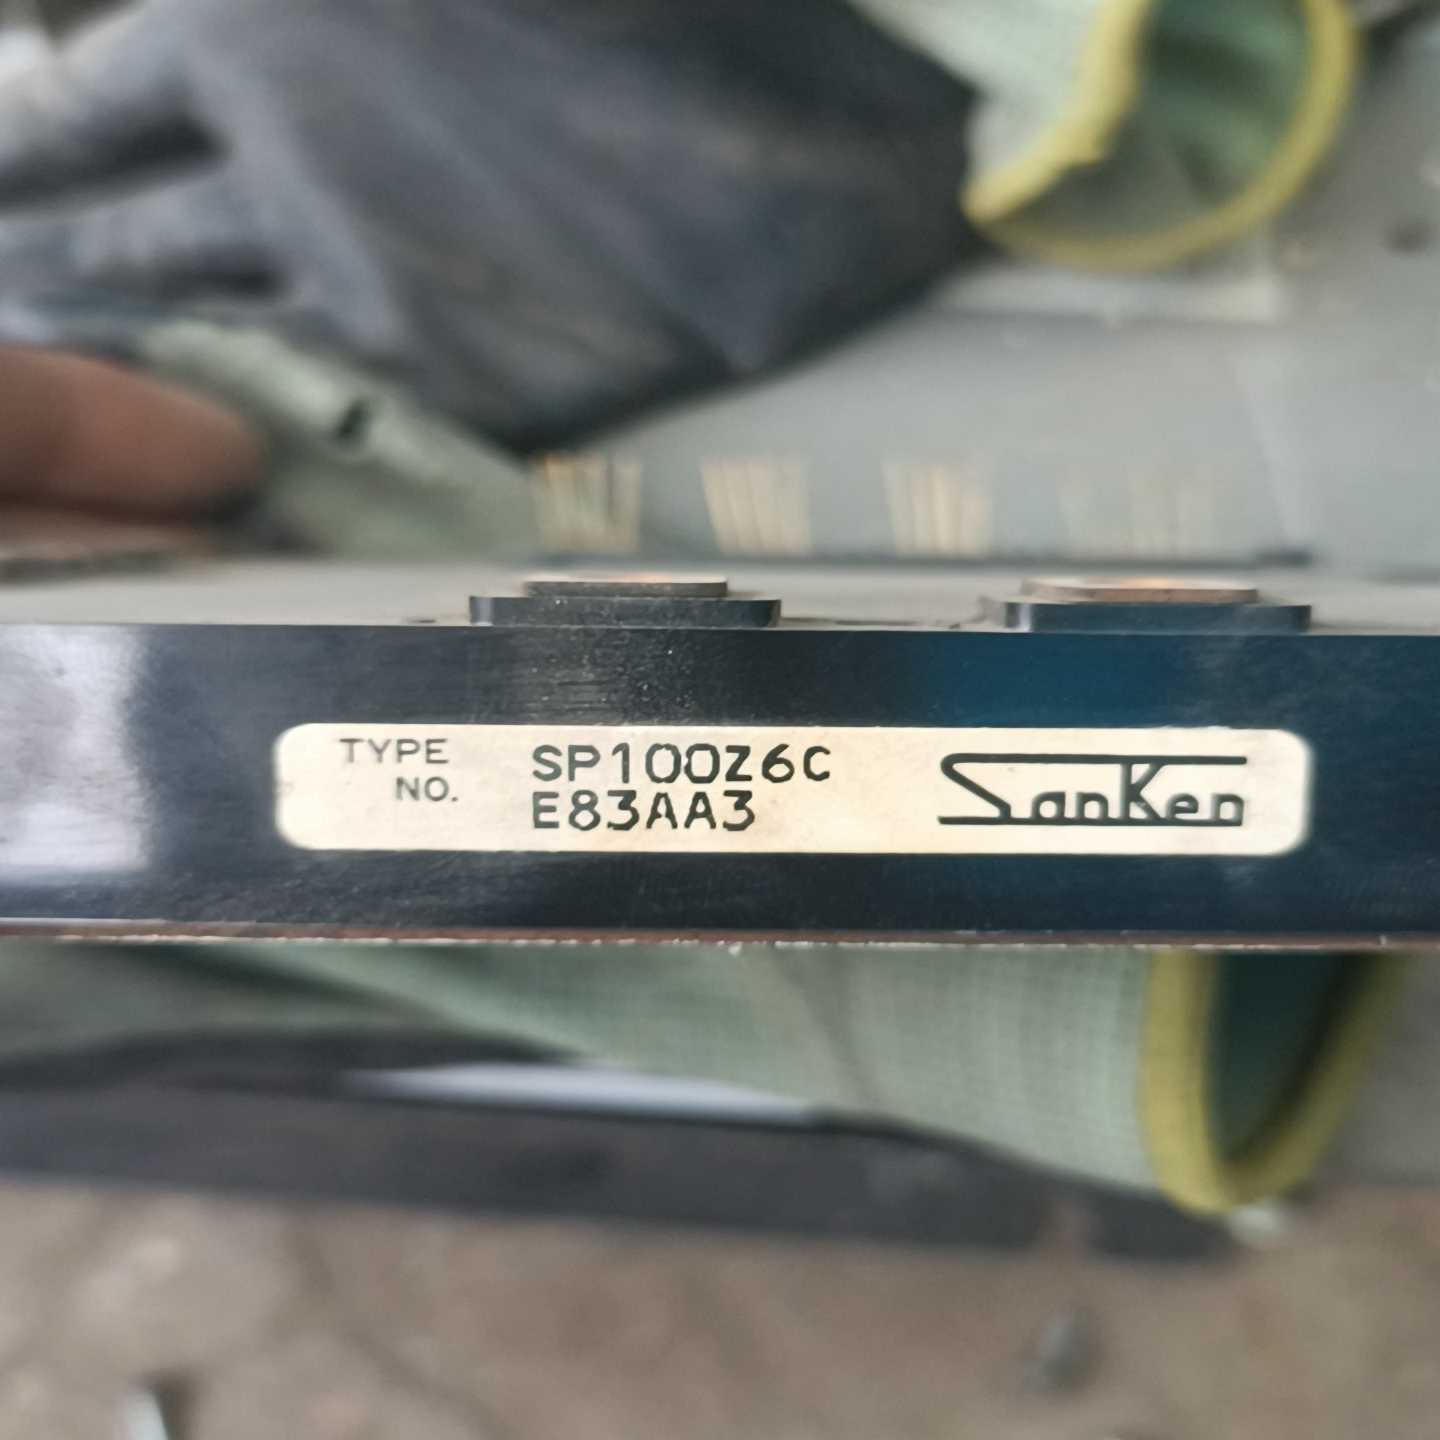 TYPE SP100Z6C
NO. E83AA3
SanKen